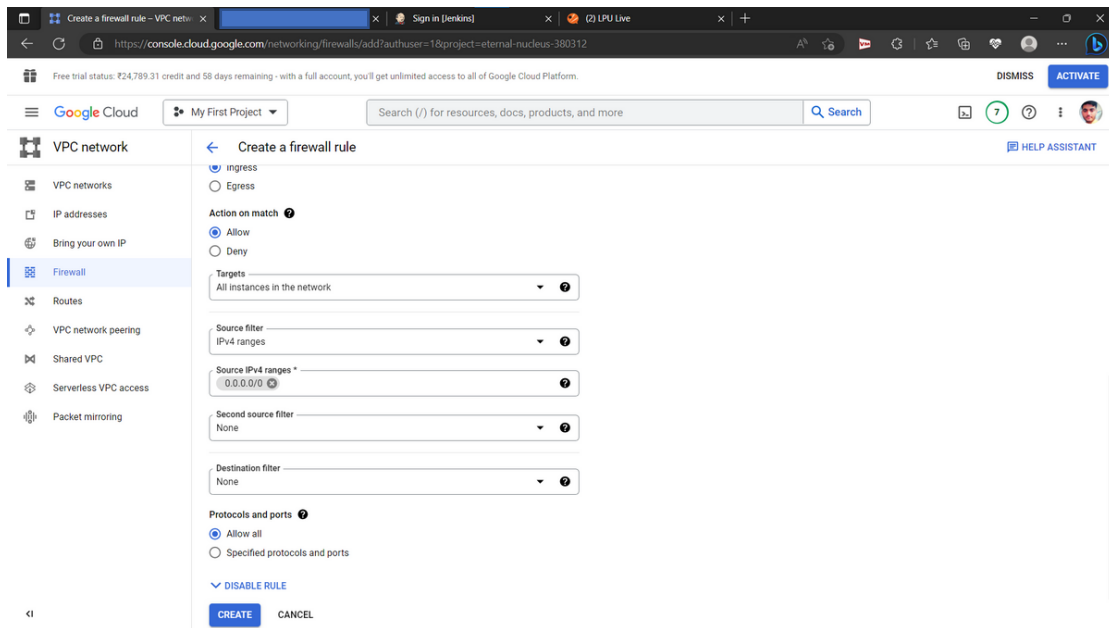 Create a firewall rule – VPC netw
Sign in [Jenkins]
(2) LPU Live
https://console.cloud.google.com/networking/firewalls/add?authuser=1&project=eternal-nucleus-380312
Free trial status: ₹24,789.31 credit and 58 days remaining - with a full account, you'll get unlimited access to all of Google Cloud Platform.
DISMISS
ACTIVATE
Google Cloud
My First Project
Search (/) for resources, docs, products, and more
Search
7
VPC network
Create a firewall rule
HELP ASSISTANT
VPC networks
IP addresses
Bring your own IP
Firewall
Routes
VPC network peering
Shared VPC
Serverless VPC access
Packet mirroring
Ingress
Egress
Action on match
Allow
Deny
Targets
All instances in the network
Source filter
IPv4 ranges
Source IPv4 ranges *
0.0.0.0/0
Second source filter
None
Destination filter
None
Protocols and ports
Allow all
Specified protocols and ports
DISABLE RULE
CREATE
CANCEL